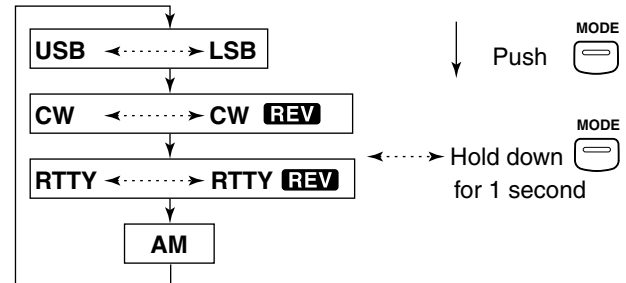 USB LSB
CW CW REV
RTTY RTTY REV
AM
MODE
Push
MODE
Hold down
for 1 second